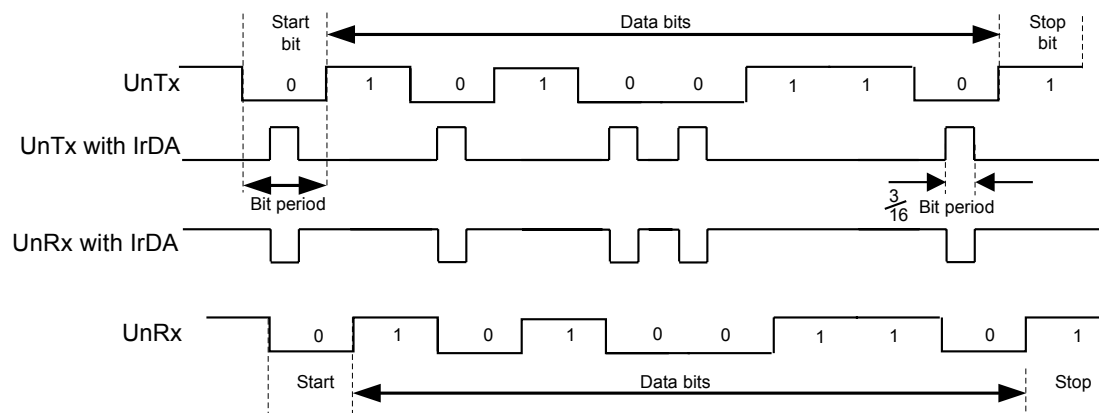 Start
bit
Data bits
Stop
bit
UnTx
0 1 0 1 0 0 1 1 0 1
UnTx with IrDA
Bit period
3/16 Bit period
UnRx with IrDA
UnRx
0 1 0 1 0 0 1 1 0 1
Start
Data bits
Stop